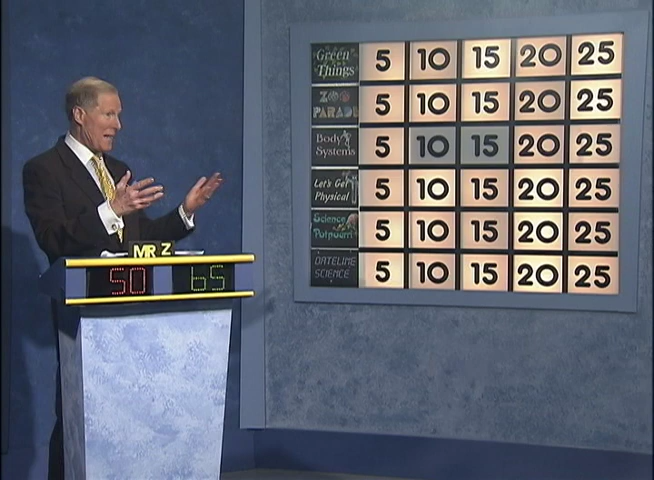 Green Things 5 10 15 20 25
ZOO PARADE 5 10 15 20 25
Body Systems 5 10 15 20 25
Let's Get Physical 5 10 15 20 25
Science Potpourri 5 10 15 20 25
DATELINE SCIENCE 5 10 15 20 25
MR Z
50 65